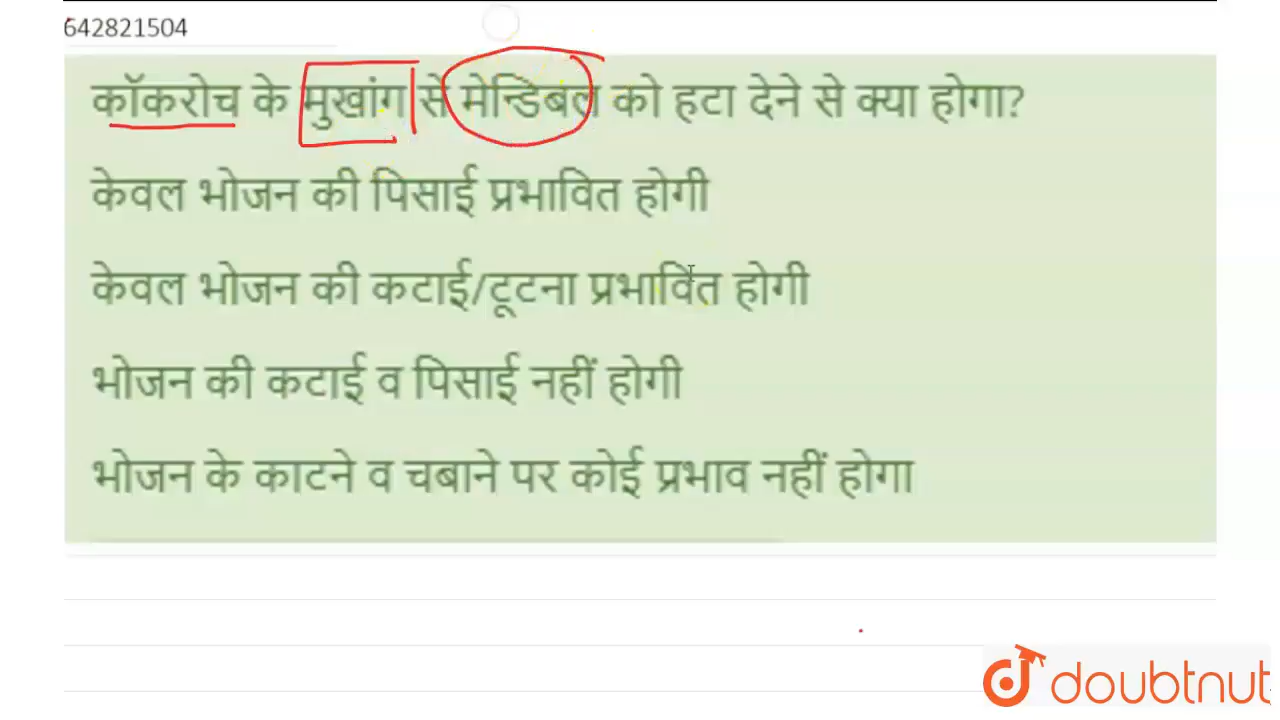 642821504
कॉकरोच के मुखांग से मेन्डिबल को हटा देने से क्या होगा?
केवल भोजन की पिसाई प्रभावित होगी
केवल भोजन की कटाई/टूटना प्रभावित होगी
भोजन की कटाई व पिसाई नहीं होगी
भोजन के काटने व चबाने पर कोई प्रभाव नहीं होगा
doubtnut